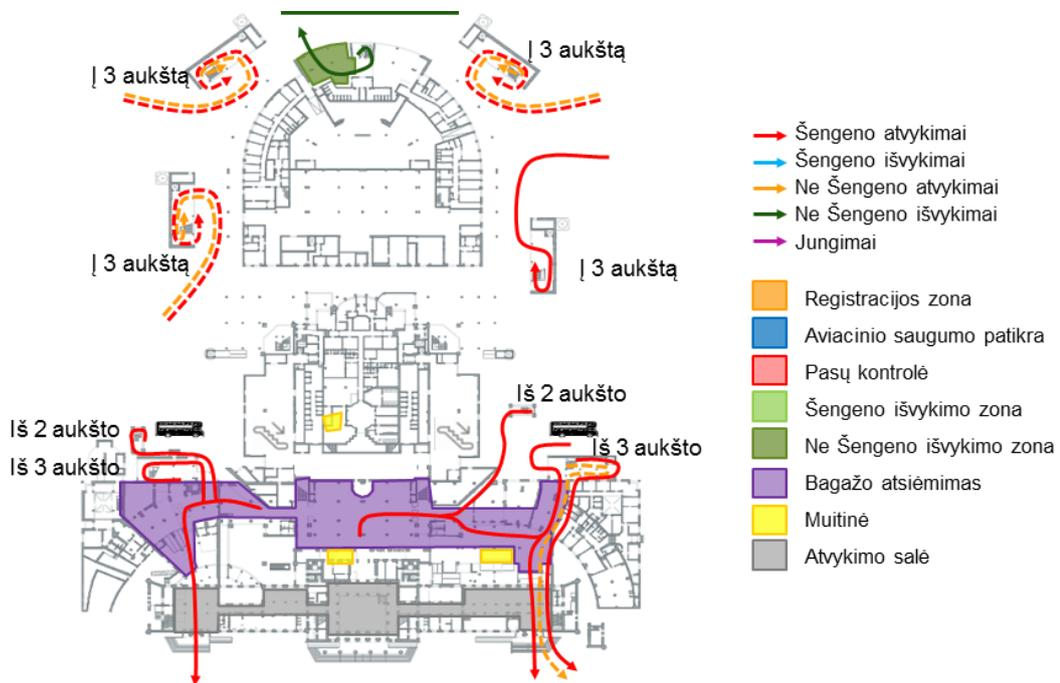 Į 3 aukštą
Į 3 aukštą
Į 3 aukštą
Į 3 aukštą
Iš 2 aukšto
Iš 2 aukšto
Iš 3 aukšto
Iš 3 aukšto
Šengeno atvykimai
Šengeno išvykimai
Ne Šengeno atvykimai
Ne Šengeno išvykimai
Jungimai
Registracijos zona
Aviacinio saugumo patikra
Pasų kontrolė
Šengeno išvykimo zona
Ne Šengeno išvykimo zona
Bagažo atsiėmimas
Muitinė
Atvykimo salė